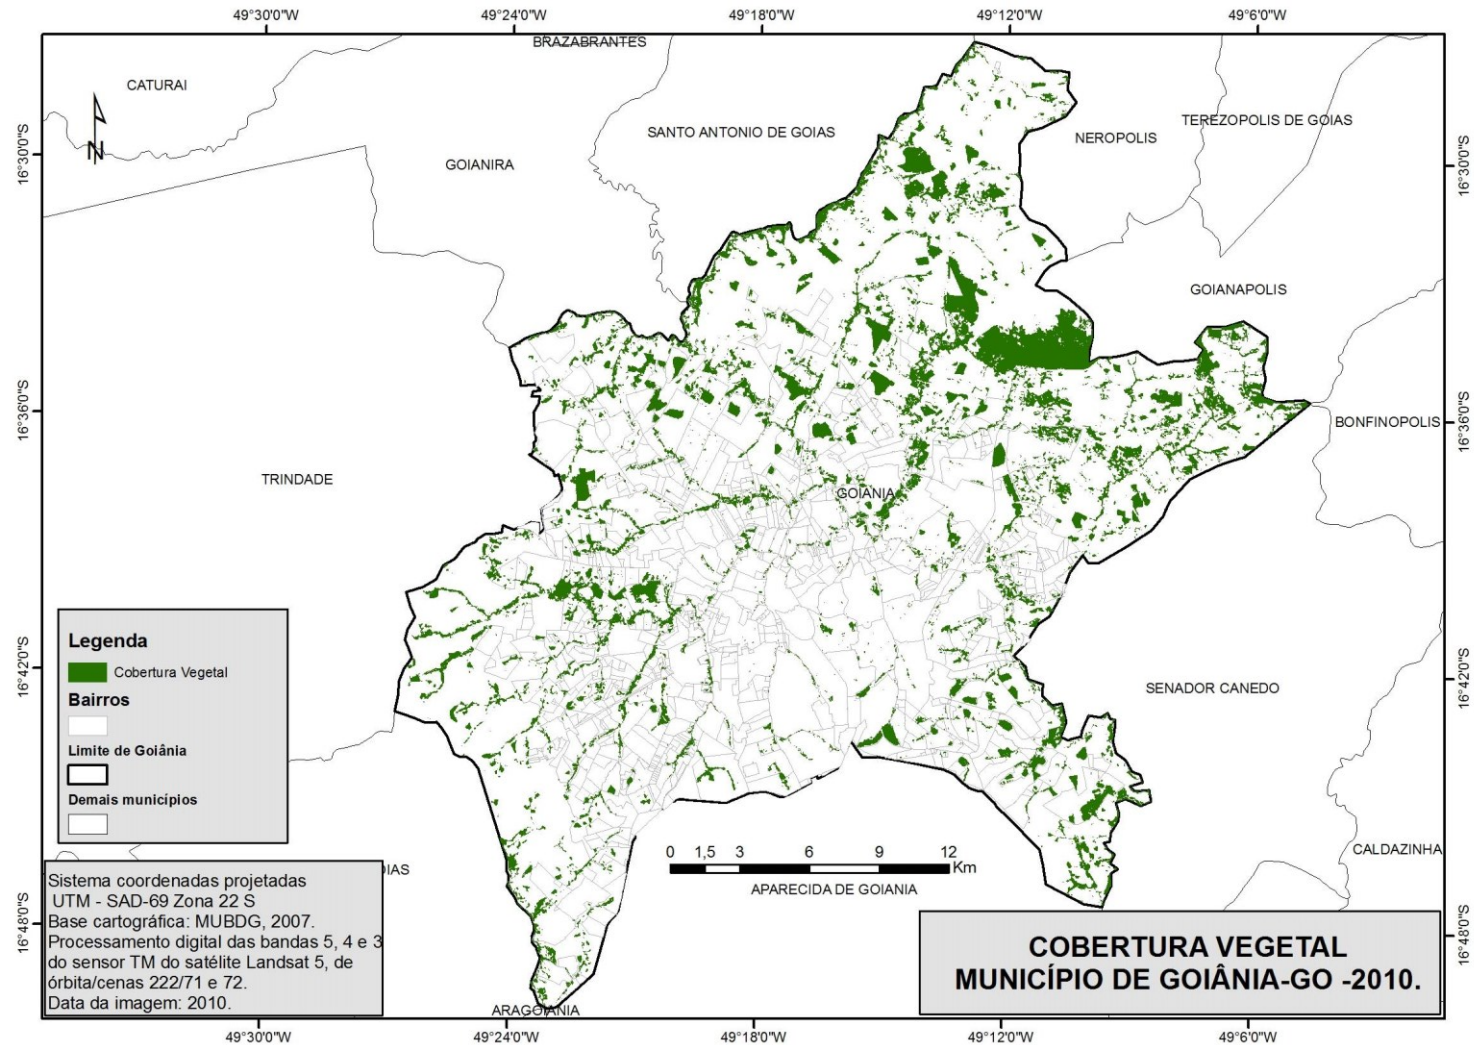 49°30'0"W
49°24'0"W
49°18'0"W
49°12'0"W
49°6'0"W
BRAZABRANTES
CATURAI
SANTO ANTONIO DE GOIAS
NEROPOLIS
TEREZOPOLIS DE GOIAS
GOIANIRA
16°30'0"S
16°30'0"S
N
GOIANAPOLIS
16°36'0"S
16°36'0"S
BONFINOPOLIS
TRINDADE
GOIANIA
Legenda
Cobertura Vegetal
Bairros
Limite de Goiânia
Demais municípios
16°42'0"S
16°42'0"S
SENADOR CANEDO
CALDAZINHA
0 1,5 3 6 9 12
Km
APARECIDA DE GOIANIA
DIAS
Sistema coordenadas projetadas
UTM - SAD-69 Zona 22 S
Base cartográfica: MUBDG, 2007.
Processamento digital das bandas 5, 4 e 3
do sensor TM do satélite Landsat 5, de
órbita/cenas 222/71 e 72.
Data da imagem: 2010.
16°48'0"S
16°48'0"S
ARAGOIANIA
COBERTURA VEGETAL
MUNICÍPIO DE GOIÂNIA-GO -2010.
49°30'0"W
49°24'0"W
49°18'0"W
49°12'0"W
49°6'0"W